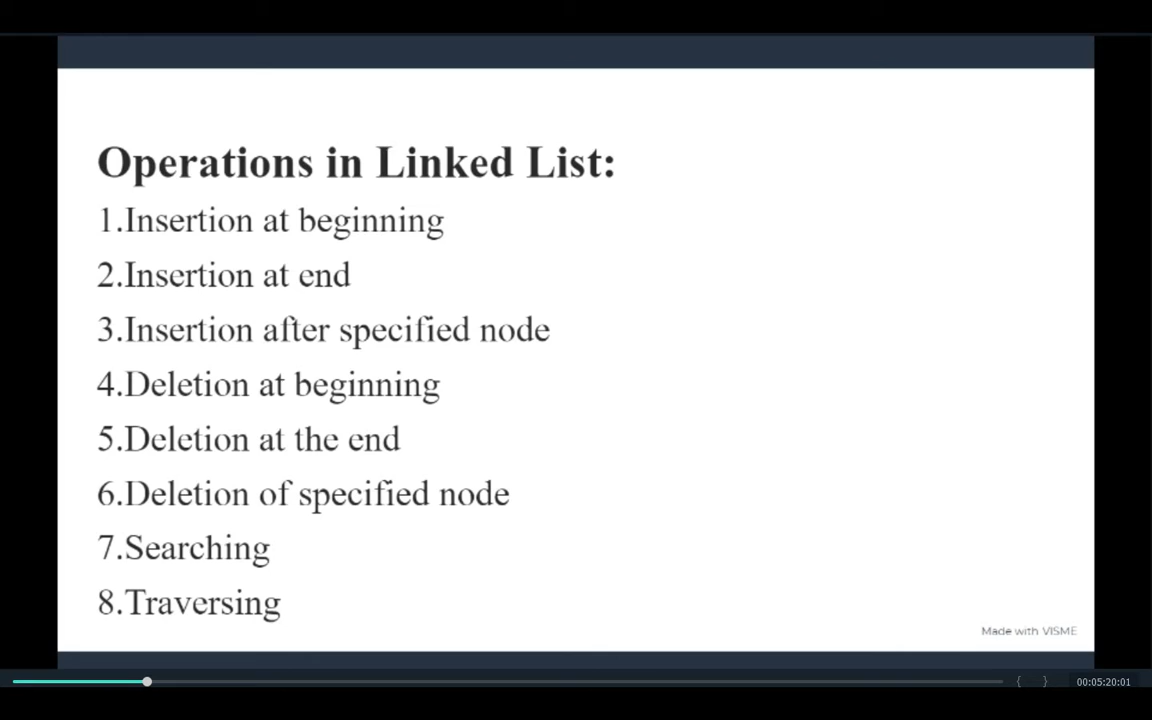 Operations in Linked List:
1.Insertion at beginning
2.Insertion at end
3.Insertion after specified node
4.Deletion at beginning
5.Deletion at the end
6.Deletion of specified node
7.Searching
8.Traversing
Made with VISME
{ }
00:05:20:01